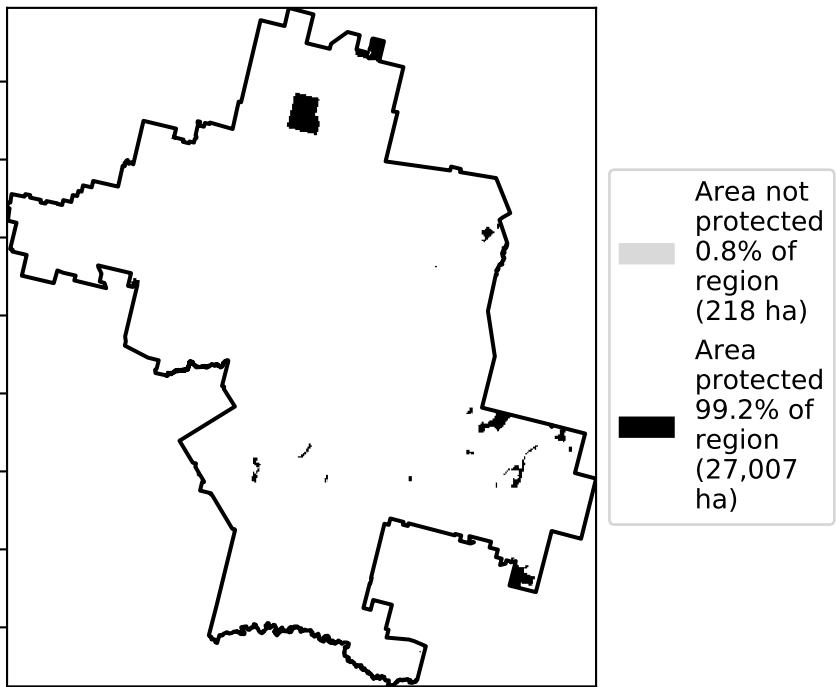 Area not
protected
0.8% of
region
(218 ha)
Area
protected
99.2% of
region
(27,007
ha)